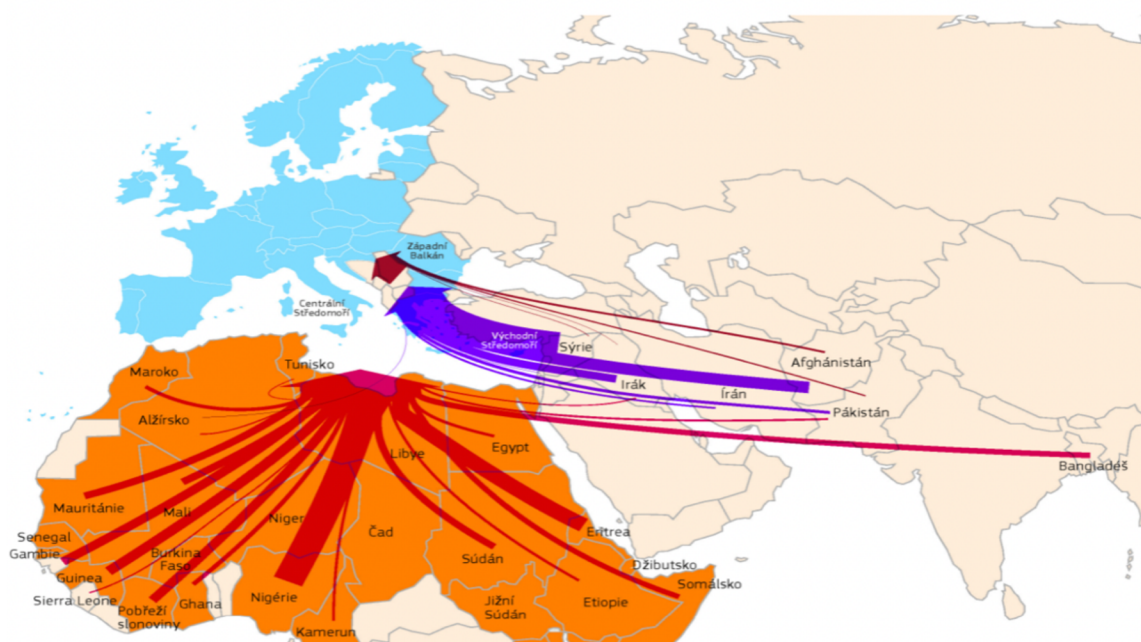 Západní
Balkán
Centrální
Středomoří
Východní
Středomoří
Sýrie
Afghánistán
Tunisko
Maroko
Irák
Írán
Pákistán
Alžírsko
Egypt
Libye
Bangladéš
Mauritánie
Mali
Niger
Čad
Eritrea
Senegal
Gambie
Burkina
Faso
Súdán
Džibutsko
Guinea
Somálsko
Sierra Leone
Pobřeží
slonoviny
Ghana
Nigérie
Jižní
Súdán
Etiopie
Kamerun